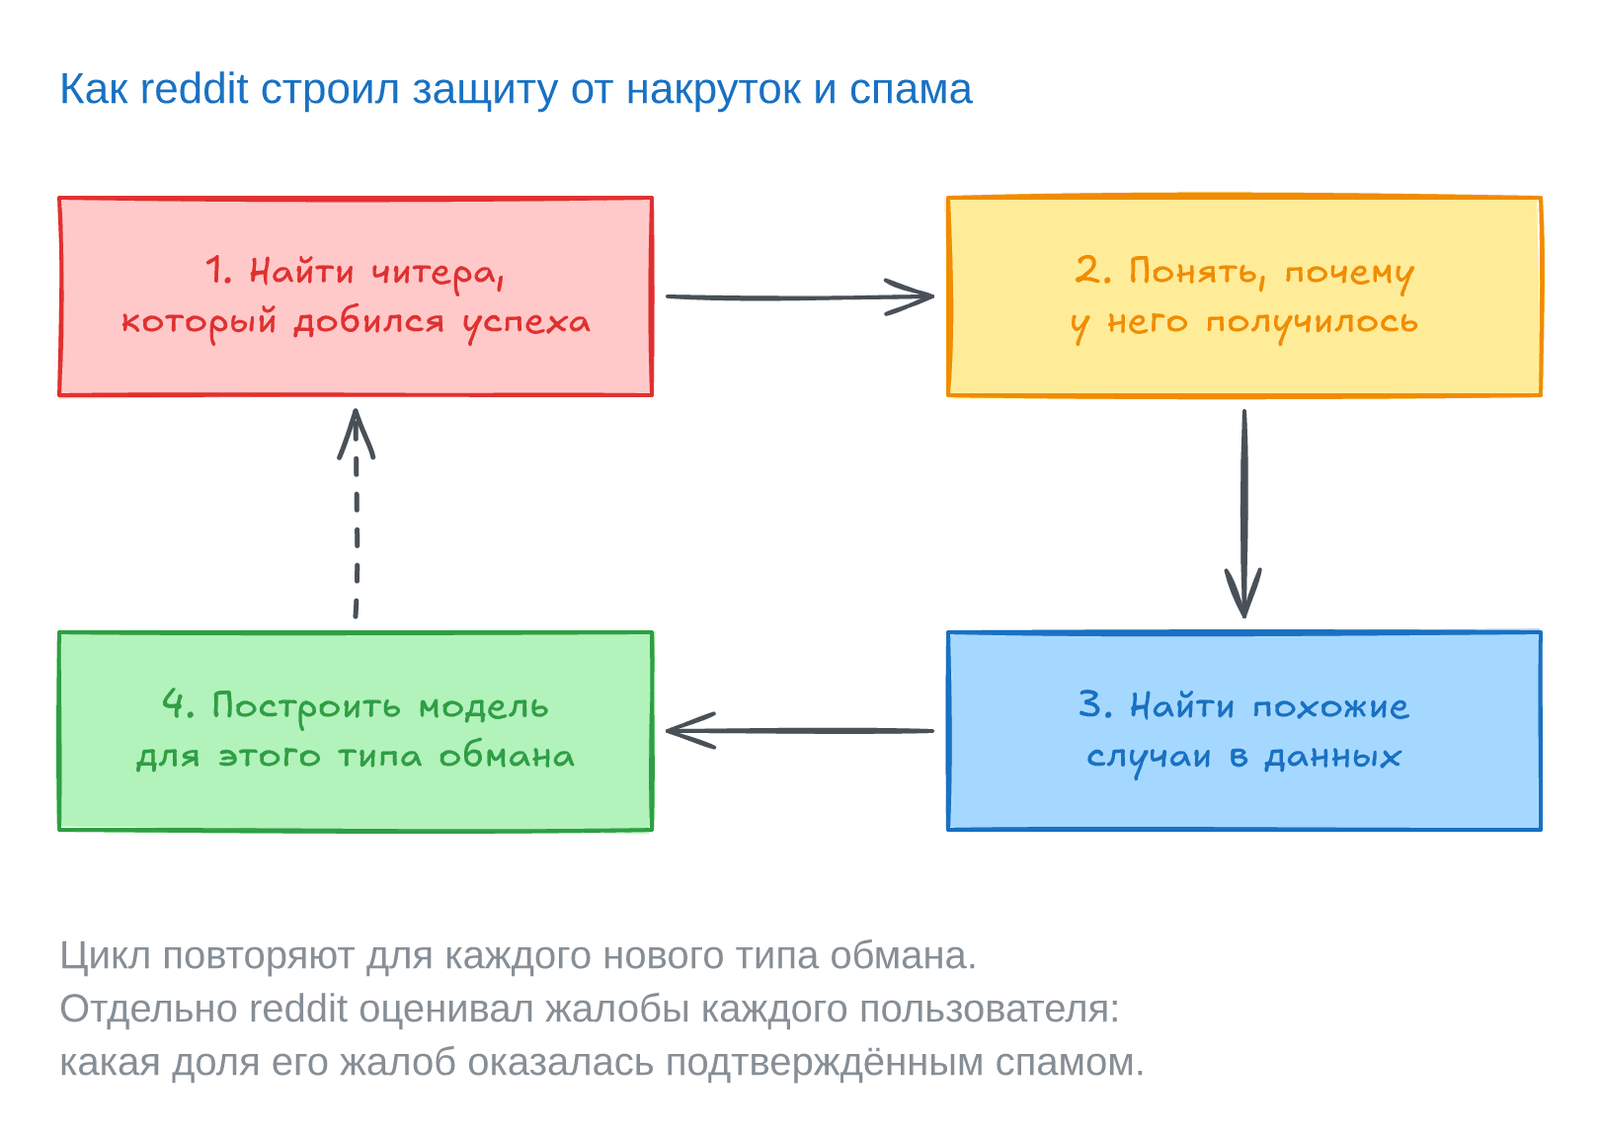 Как reddit строил защиту от накруток и спама
1. Найти читера,
который добился успеха
2. Понять, почему
у него получилось
4. Построить модель
для этого типа обмана
3. Найти похожие
случаи в данных
Цикл повторяют для каждого нового типа обмана.
Отдельно reddit оценивал жалобы каждого пользователя:
какая доля его жалоб оказалась подтверждённым спамом.